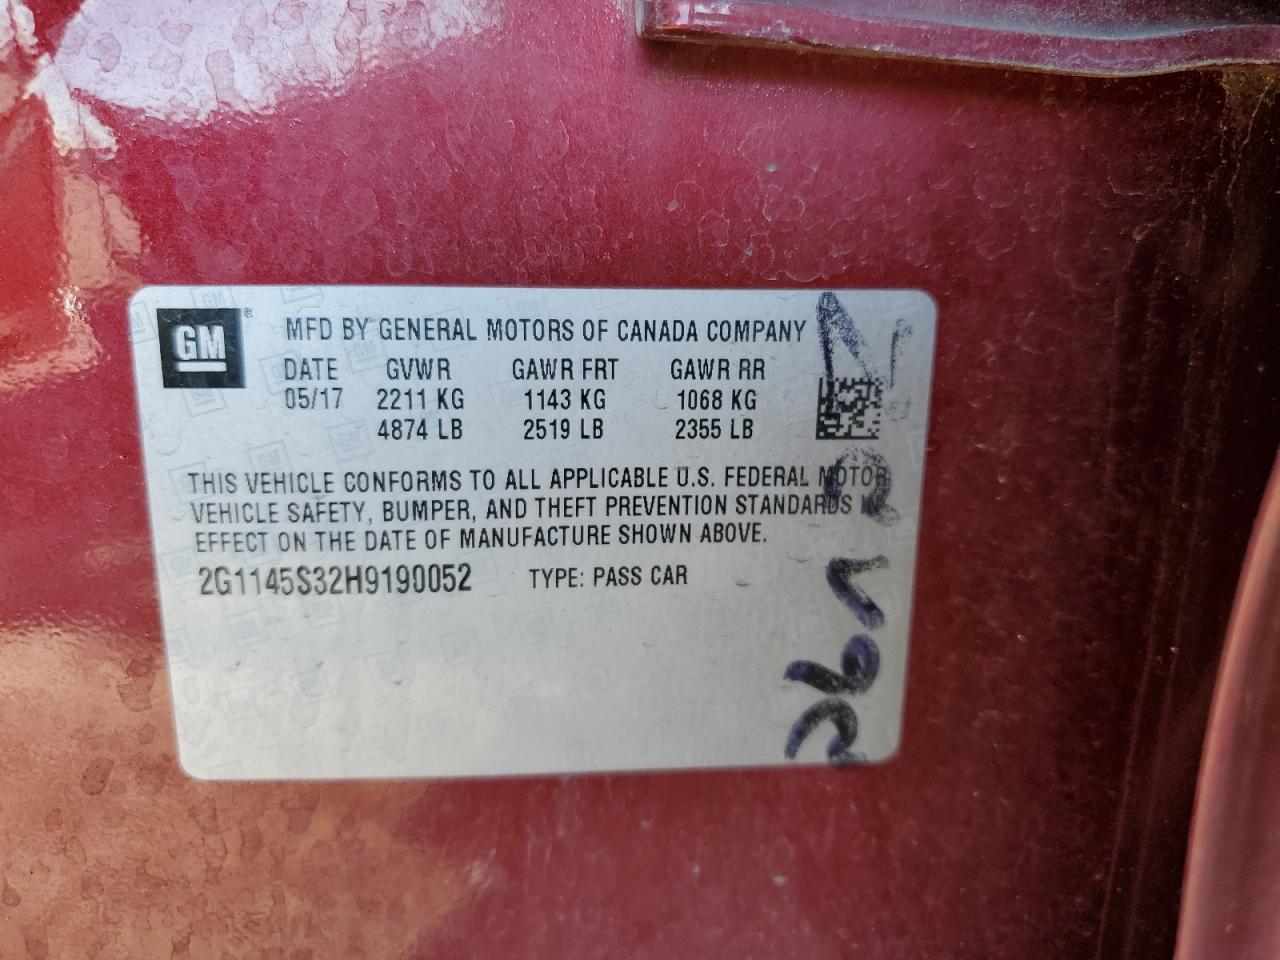 GM ®
MFD BY GENERAL MOTORS OF CANADA COMPANY
DATE GVWR GAWR FRT GAWR RR
05/17 2211 KG 1143 KG 1068 KG
4874 LB 2519 LB 2355 LB
THIS VEHICLE CONFORMS TO ALL APPLICABLE U.S. FEDERAL MOTOR
VEHICLE SAFETY, BUMPER, AND THEFT PREVENTION STANDARDS IN
EFFECT ON THE DATE OF MANUFACTURE SHOWN ABOVE.
2G1145S32H9190052 TYPE: PASS CAR